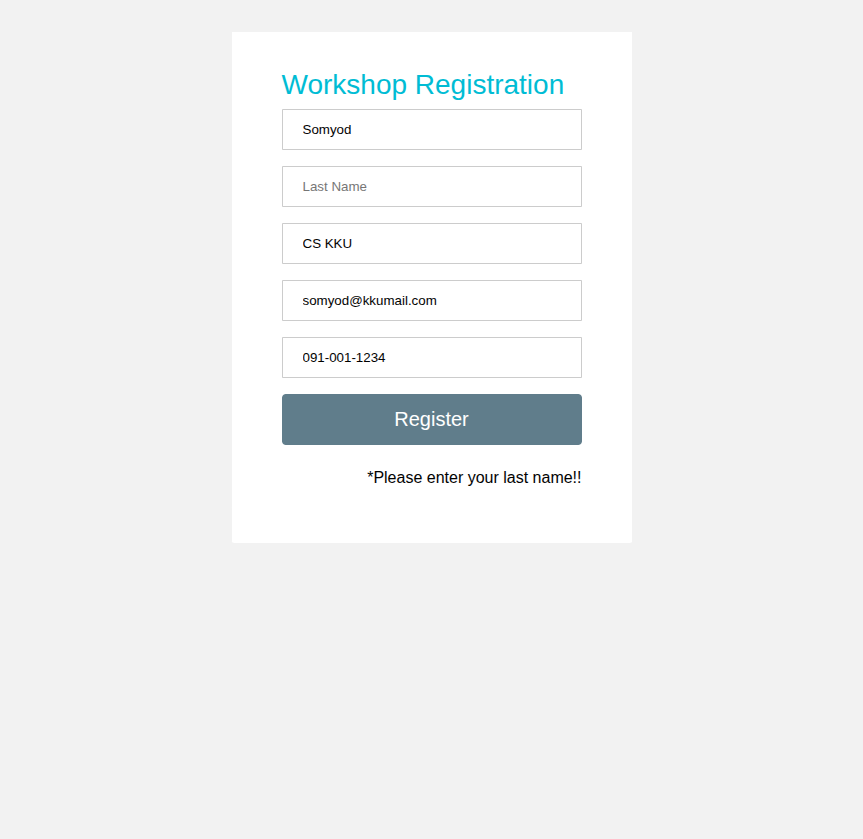 Workshop Registration
Somyod
Last Name
CS KKU
somyod@kkumail.com
091-001-1234
Register
*Please enter your last name!!